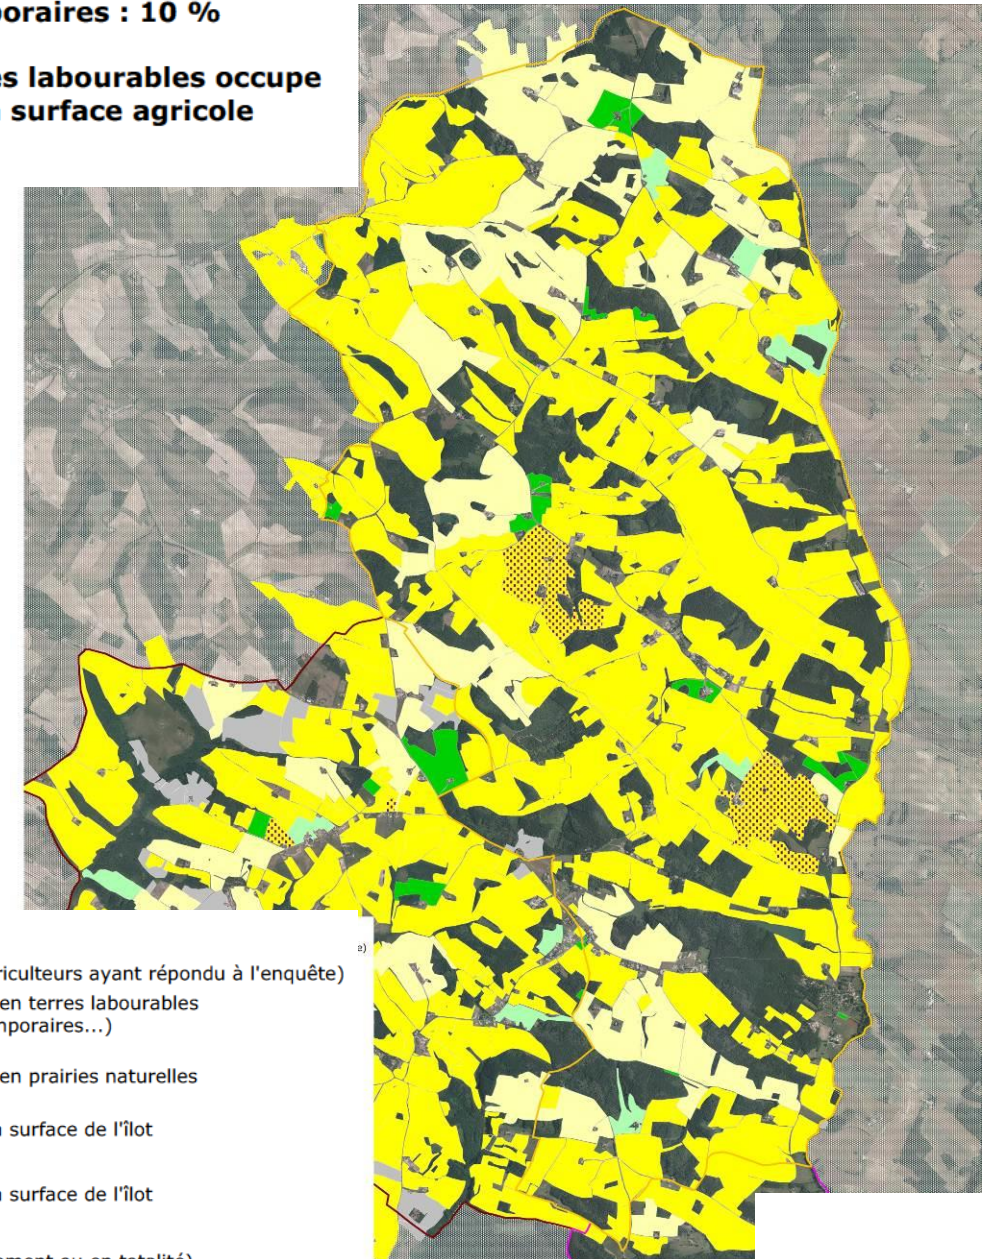 oraires : 10 %
es labourables occupe
surface agricole
e)
riculteurs ayant répondu à l'enquête)
en terres labourables
mporaires...)
en prairies naturelles
surface de l'îlot
surface de l'îlot